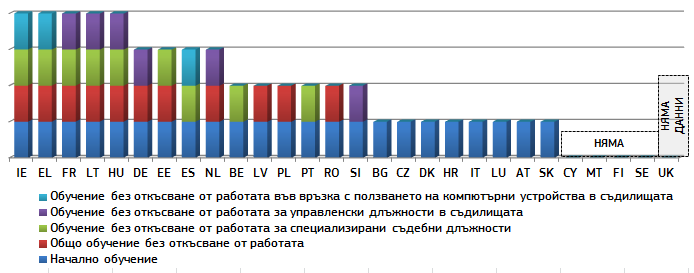 НЯМА
НЯМА ДАННИ
IE EL FR LT HU DE EE ES NL BE LV PL PT RO SI BG CZ DK HR IT LU AT SK CY MT FI SE UK
Обучение без откъсване от работата във връзка с ползването на компютърни устройства в съдилищата
Обучение без откъсване от работата за управленски длъжности в съдилищата
Обучение без откъсване от работата за специализирани съдебни длъжности
Общо обучение без откъсване от работата
Начално обучение